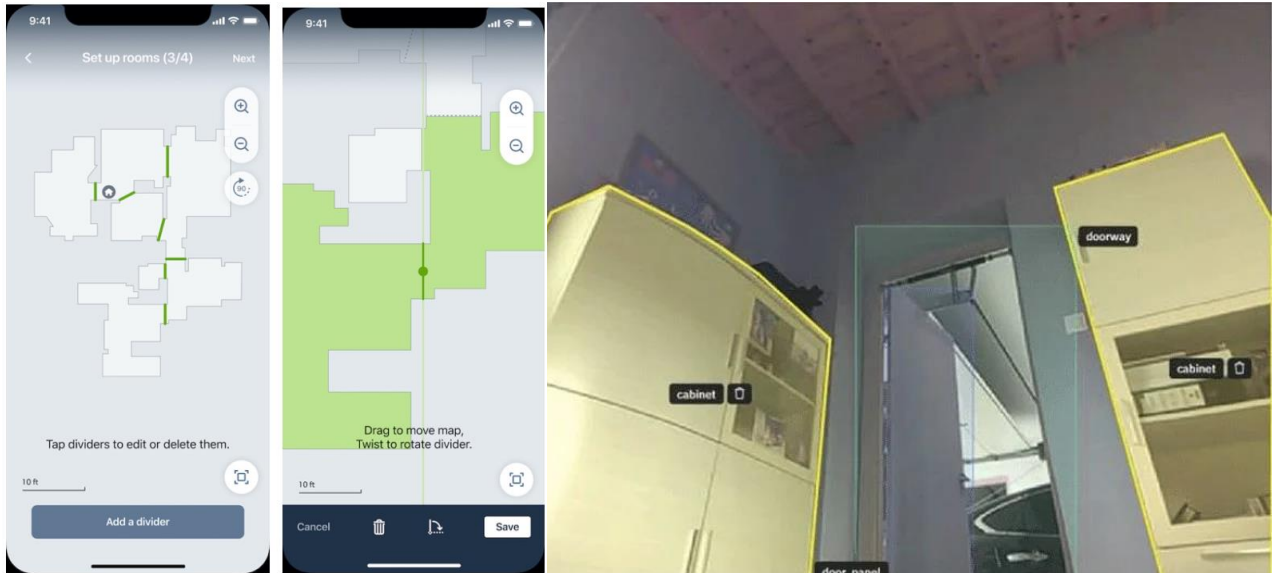 9:41
Set up rooms (3/4)
Next
90
Tap dividers to edit or delete them.
10 ft
Add a divider
9:41
Drag to move map,
Twist to rotate divider.
10 ft
Cancel
Save
doorway
cabinet
cabinet
door_panel